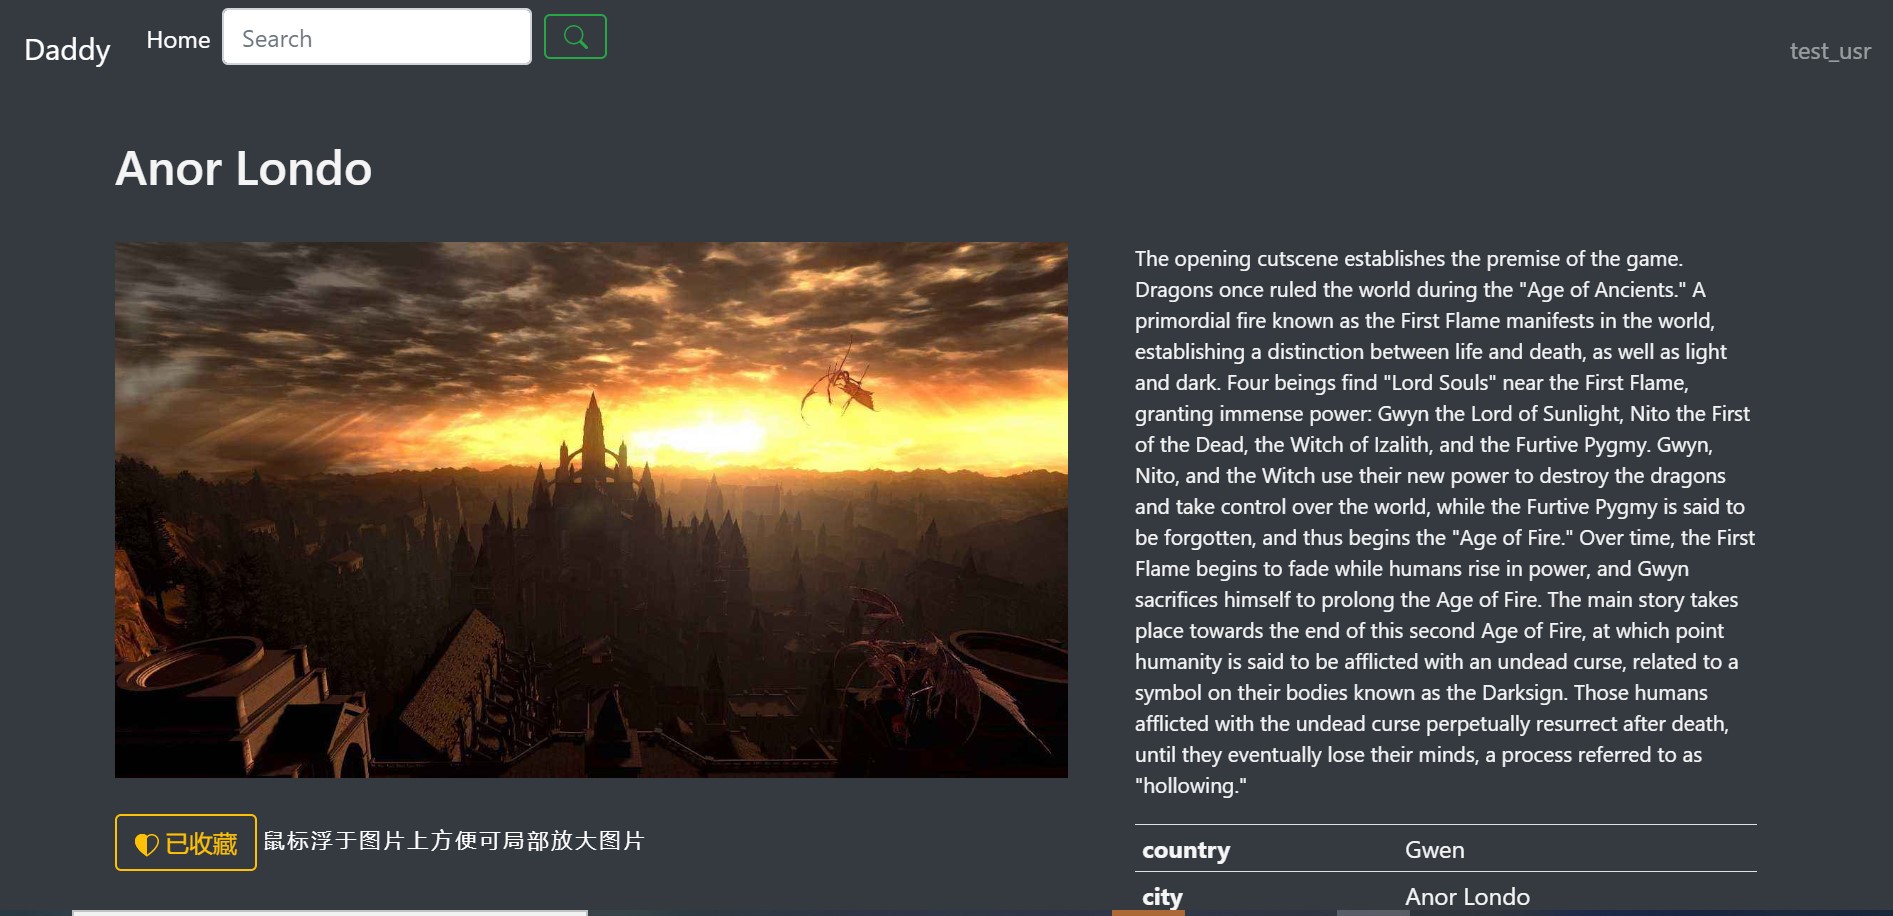 Daddy Home Search test_usr
Anor Londo
The opening cutscene establishes the premise of the game.
Dragons once ruled the world during the "Age of Ancients." A
primordial fire known as the First Flame manifests in the world,
establishing a distinction between life and death, as well as light
and dark. Four beings find "Lord Souls" near the First Flame,
granting immense power: Gwyn the Lord of Sunlight, Nito the First
of the Dead, the Witch of Izalith, and the Furtive Pygmy. Gwyn,
Nito, and the Witch use their new power to destroy the dragons
and take control over the world, while the Furtive Pygmy is said to
be forgotten, and thus begins the "Age of Fire." Over time, the First
Flame begins to fade while humans rise in power, and Gwyn
sacrifices himself to prolong the Age of Fire. The main story takes
place towards the end of this second Age of Fire, at which point
humanity is said to be afflicted with an undead curse, related to a
symbol on their bodies known as the Darksign. Those humans
afflicted with the undead curse perpetually resurrect after death,
until they eventually lose their minds, a process referred to as
"hollowing."
已收藏 鼠标浮于图片上方便可局部放大图片
country Gwen
city Anor Londo